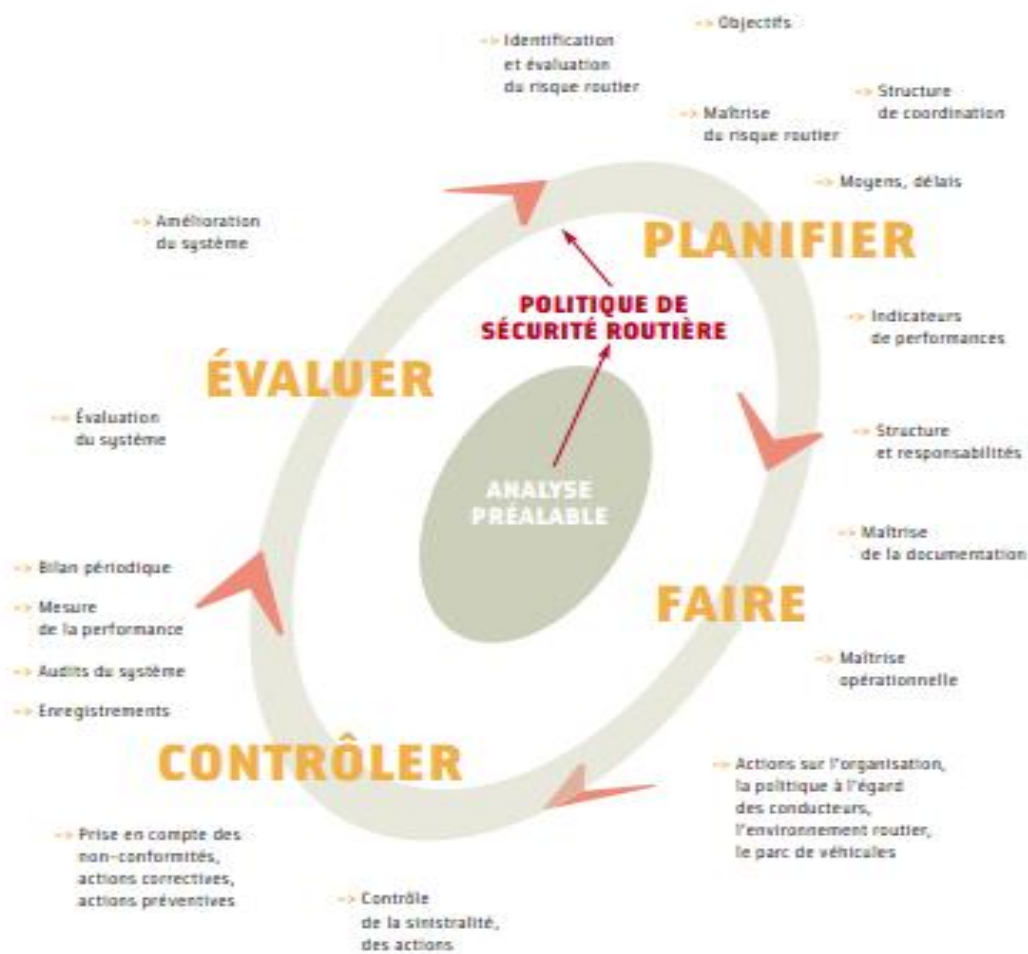 --> Objectifs
--> Identification
et évaluation
du risque routier
--> Structure
de coordination
--> Maîtrise
du risque routier
--> Moyens, délais
PLANIFIER
--> Amélioration
du système
POLITIQUE DE
SÉCURITÉ ROUTIÈRE
--> Indicateurs
de performances
ÉVALUER
--> Évaluation
du système
--> Structure
et responsabilités
ANALYSE
PRÉALABLE
--> Maîtrise
de la documentation
FAIRE
--> Maîtrise
opérationnelle
--> Bilan périodique
--> Mesure
de la performance
--> Audits du système
--> Enregistrements
CONTRÔLER
--> Actions sur l'organisation,
la politique à l'égard
des conducteurs,
l'environnement routier,
le parc de véhicules
--> Prise en compte des
non-conformités,
actions correctives,
actions préventives
--> Contrôle
de la sinistralité,
des actions